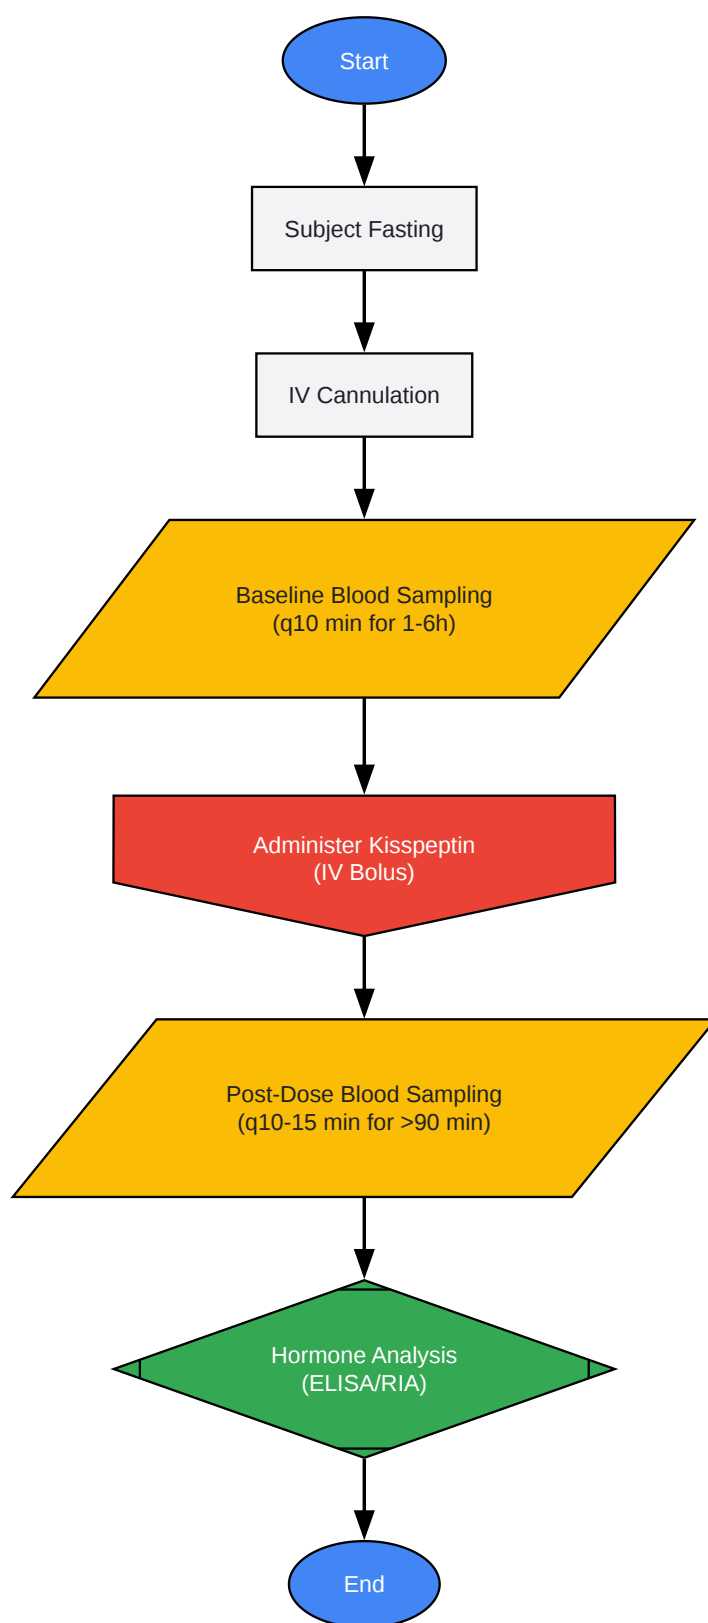 Start
Subject Fasting
IV Cannulation
Baseline Blood Sampling
(q10 min for 1-6h)
Administer Kisspeptin
(IV Bolus)
Post-Dose Blood Sampling
(q10-15 min for >90 min)
Hormone Analysis
(ELISA/RIA)
End